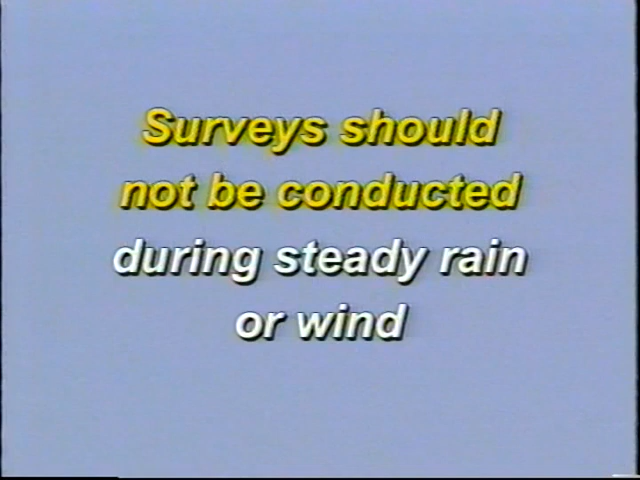 Surveys should
not be conducted
during steady rain
or wind